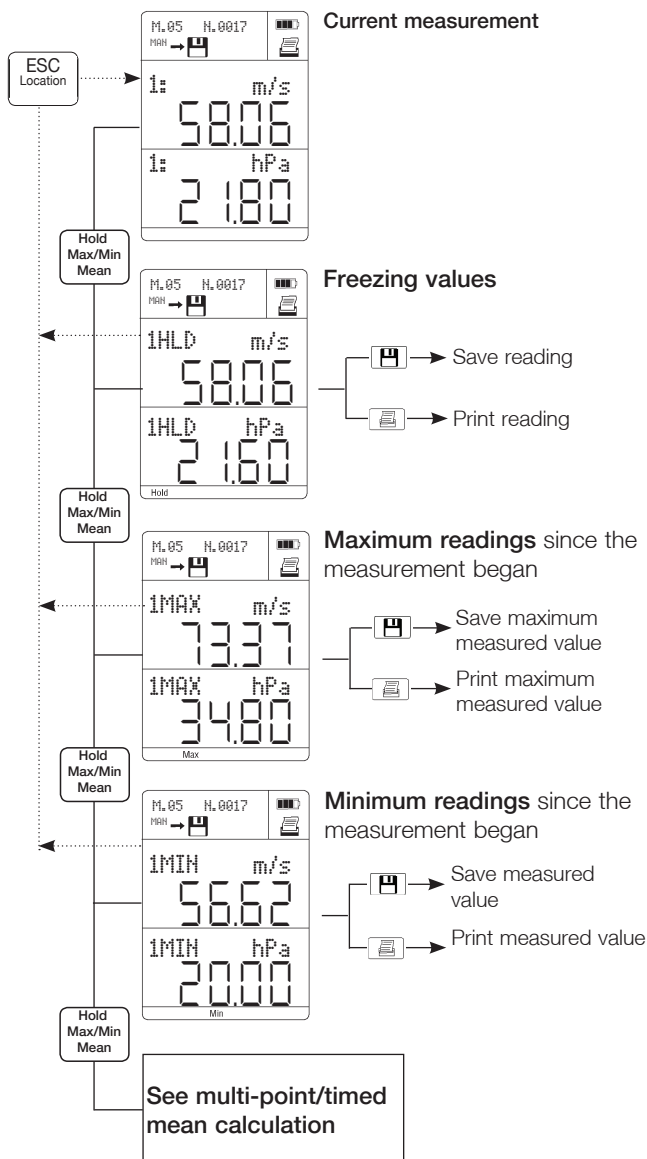 Current measurement
M.05 N.0017
MAN
ESC
Location
1: m/s
58.06
1: hPa
21.80
Hold
Max/Min
Mean
Freezing values
M.05 N.0017
MAN
1HLD m/s
58.06
1HLD hPa
21.60
Hold
Save reading
Print reading
Hold
Max/Min
Mean
Maximum readings since the
measurement began
M.05 N.0017
MAN
1MAX m/s
73.37
1MAX hPa
34.80
Max
Save maximum
measured value
Print maximum
measured value
Hold
Max/Min
Mean
Minimum readings since the
measurement began
M.05 N.0017
MAN
1MIN m/s
56.62
1MIN hPa
20.00
Min
Save measured
value
Print measured value
Hold
Max/Min
Mean
See multi-point/timed
mean calculation